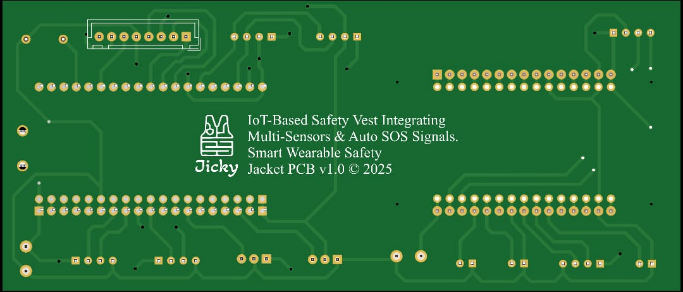 IoT-Based Safety Vest Integrating
Multi-Sensors & Auto SOS Signals.
Smart Wearable Safety
Jacket PCB v1.0 © 2025
Jicky